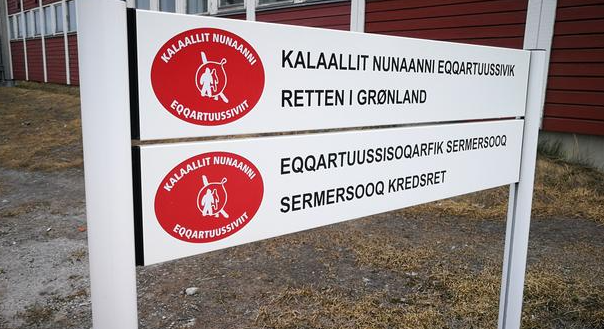 KALAALLIT NUNAANNI
EQQARTUUSSIVIIT
KALAALLIT NUNAANNI EQQARTUUSSIVIK
RETTEN I GRØNLAND
KALAALLIT NUNAANNI
EQQARTUUSSIVIIT
EQQARTUUSSISOQARFIK SERMERSOOQ
SERMERSOOQ KREDSRET